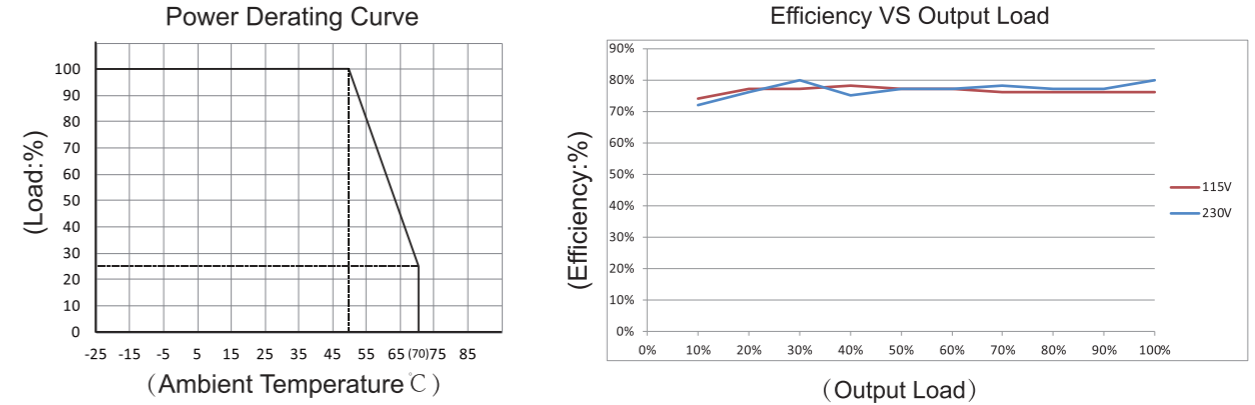 Power Derating Curve
(Load:%)
100
90
80
70
60
50
40
30
20
10
0
-25 -15 -5 5 15 25 35 45 55 65 (70) 75 85
(Ambient Temperature℃)
Efficiency VS Output Load
(Efficiency:%)
90%
80%
70%
60%
50%
40%
30%
20%
10%
0%
0% 10% 20% 30% 40% 50% 60% 70% 80% 90% 100%
(Output Load)
115V
230V